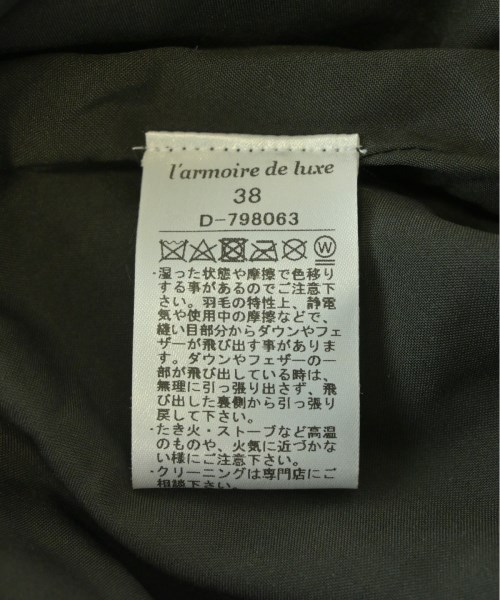 l'armoire de luxe
38
D-798063
W
・湿った状態や摩擦で色移り
する事があるのでご注意下
さい。羽毛の特性上、静電
気や使用中の摩擦などで、
縫い目部分からダウンやフェ
ザーが飛び出す事がありま
す。ダウンやフェザーの一
部が飛び出している時は、
無理に引っ張り出さず、飛
び出した裏側から引っ張り
戻して下さい。
・たき火・ストーブなど高温
のものや、火気に近づかな
い様にご注意下さい。
・クリーニングは専門店にご
相談下さい。